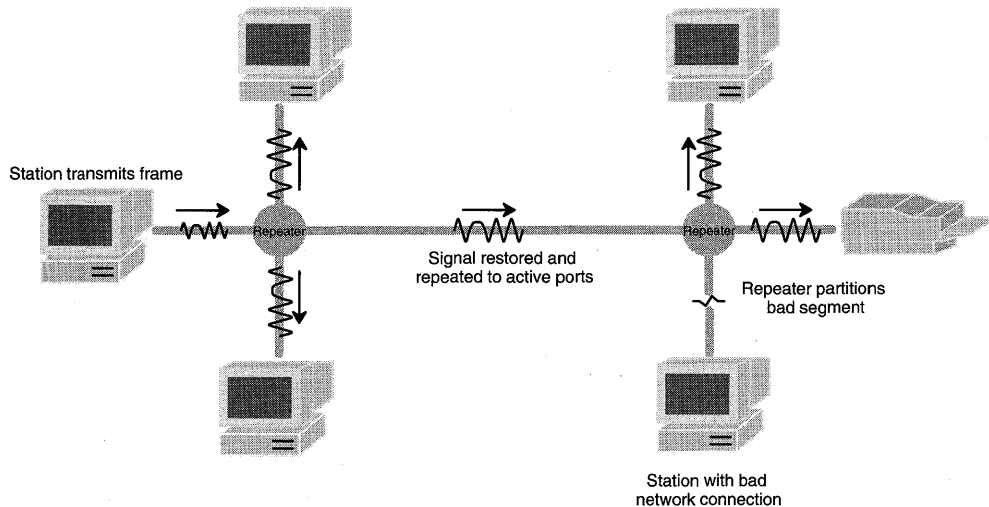 Station transmits frame
Repeater
Repeater
Signal restored and
repeated to active ports
Repeater partitions
bad segment
Station with bad
network connection